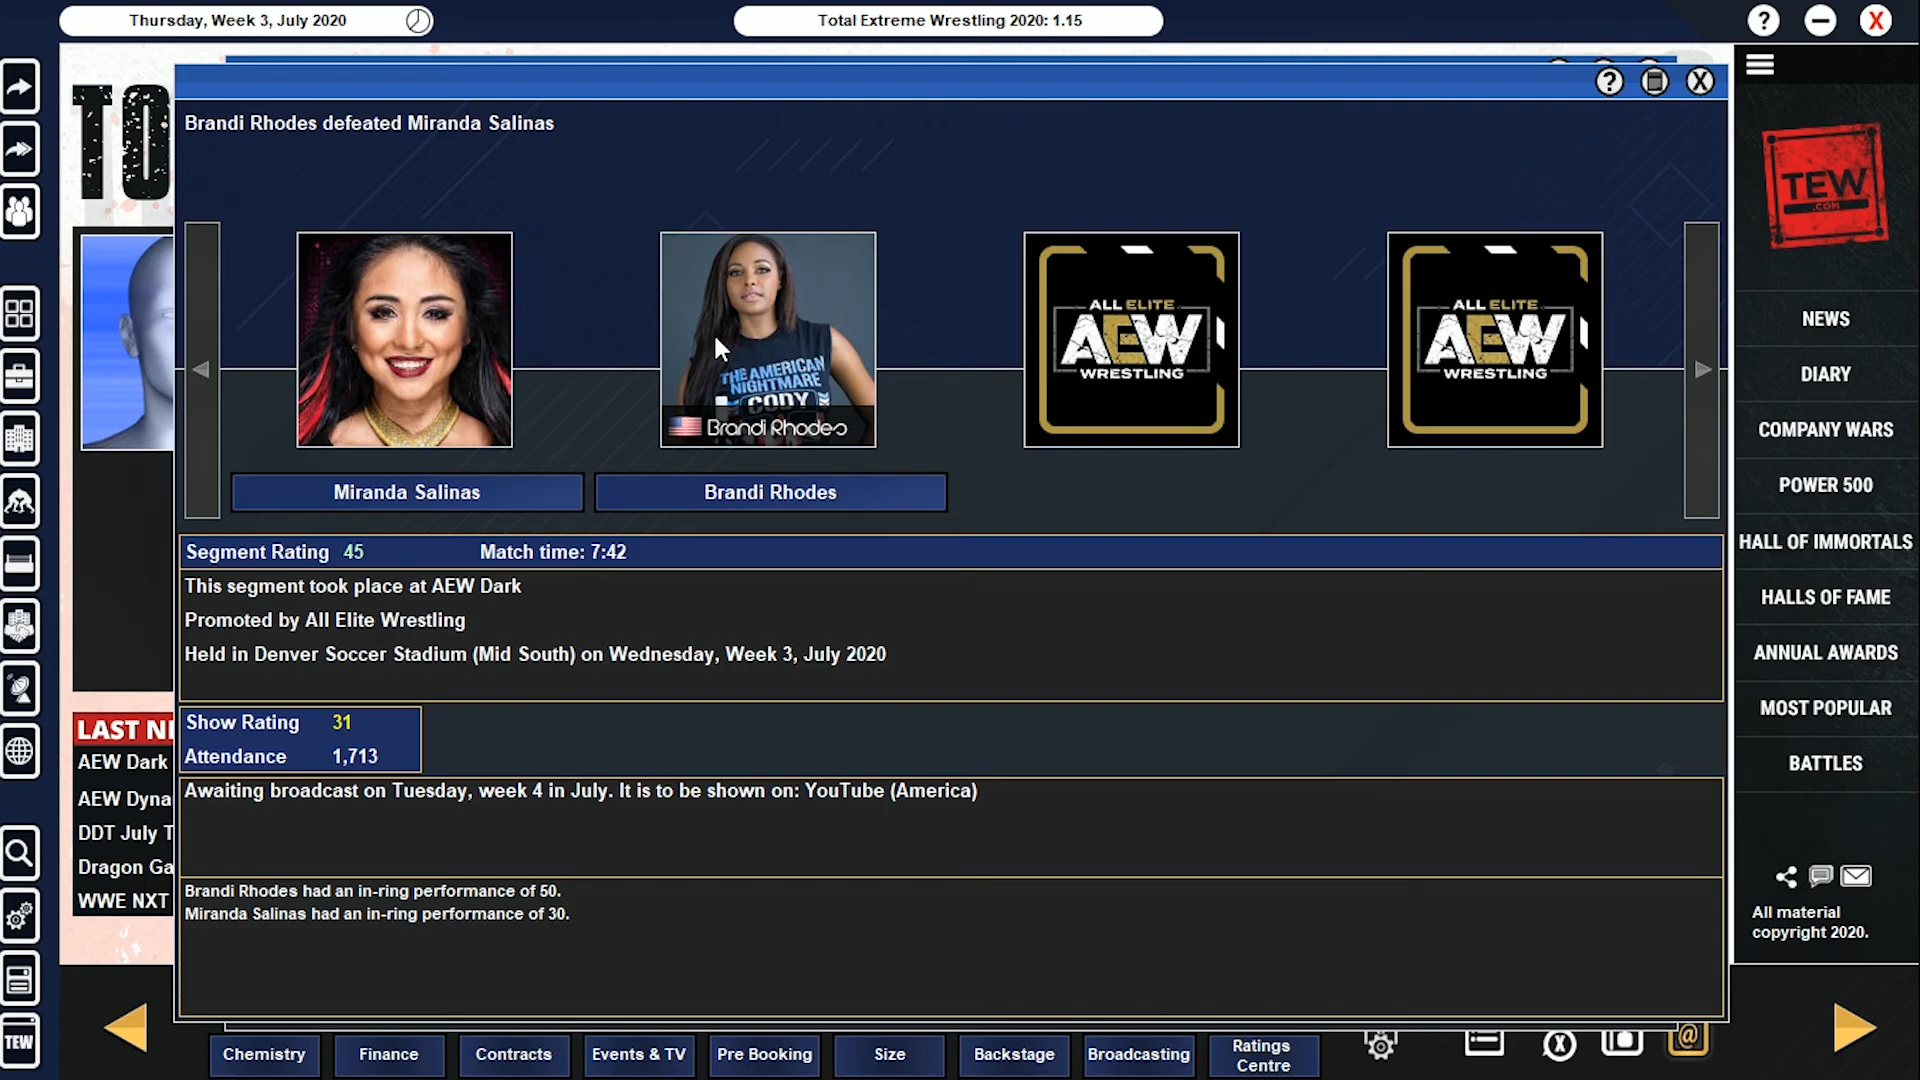 Thursday, Week 3, July 2020
Total Extreme Wrestling 2020: 1.15
?
X
TO
? X
Brandi Rhodes defeated Miranda Salinas
THE AMERICAN
NIGHTMARE
CODY
Brandi Rhodes
ALL ELITE
AEW
WRESTLING
ALL ELITE
AEW
WRESTLING
Miranda Salinas
Brandi Rhodes
Segment Rating 45 Match time: 7:42
This segment took place at AEW Dark
Promoted by All Elite Wrestling
Held in Denver Soccer Stadium (Mid South) on Wednesday, Week 3, July 2020
Show Rating 31
Attendance 1,713
Awaiting broadcast on Tuesday, week 4 in July. It is to be shown on: YouTube (America)
Brandi Rhodes had an in-ring performance of 50.
Miranda Salinas had an in-ring performance of 30.
LAST NI
AEW Dark
AEW Dyna
DDT July T
Dragon Ga
WWE NXT
TEW
.COM
NEWS
DIARY
COMPANY WARS
POWER 500
HALL OF IMMORTALS
HALLS OF FAME
ANNUAL AWARDS
MOST POPULAR
BATTLES
All material
copyright 2020.
TEW
Chemistry
Finance
Contracts
Events & TV
Pre Booking
Size
Backstage
Broadcasting
Ratings
Centre
X
@